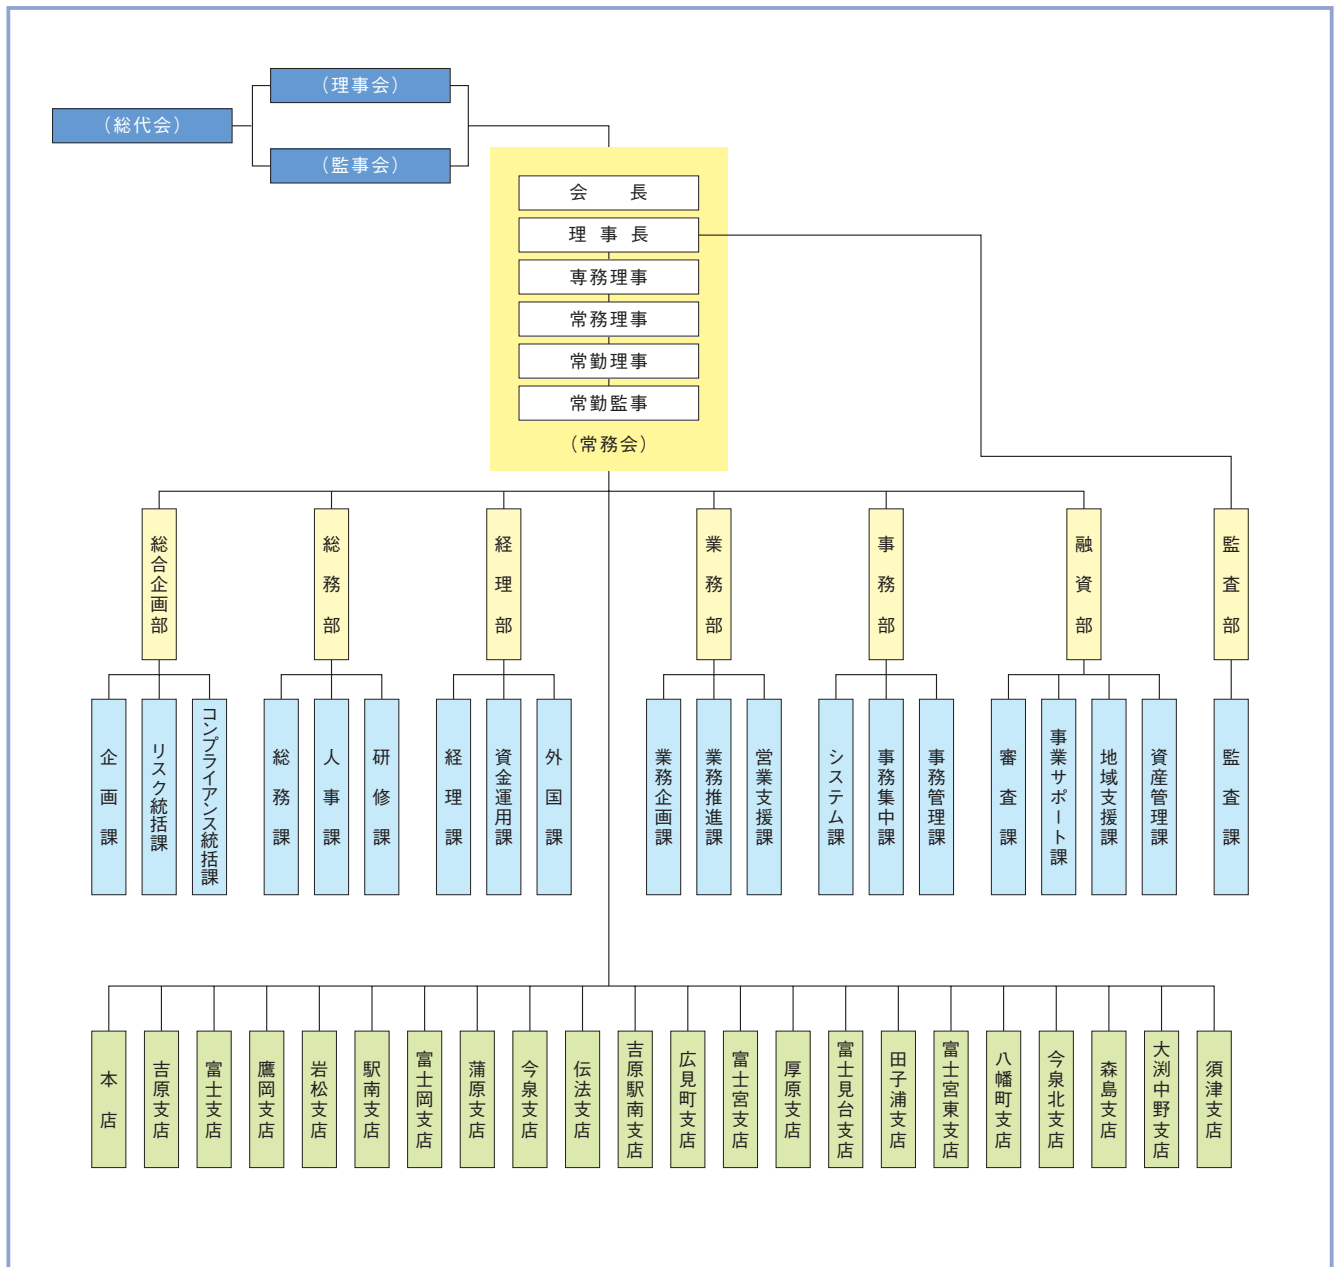 （理事会）
（総代会）
（監事会）
会長
理事長
専務理事
常務理事
常勤理事
常勤監事
（常務会）
総合企画部
総務部
経理部
業務部
事務部
融資部
監査部
企画課
リスク統括課
コンプライアンス統括課
総務課
人事課
研修課
経理課
資金運用課
外国課
業務企画課
業務推進課
営業支援課
システム課
事務集中課
事務管理課
審査課
事業サポート課
地域支援課
資産管理課
監査課
本店
吉原支店
富士支店
鷹岡支店
岩松支店
駅南支店
富士岡支店
蒲原支店
今泉支店
伝法支店
吉原駅南支店
広見町支店
富士宮支店
厚原支店
富士見台支店
田子浦支店
富士宮東支店
八幡町支店
今泉北支店
森島支店
大渕中野支店
須津支店